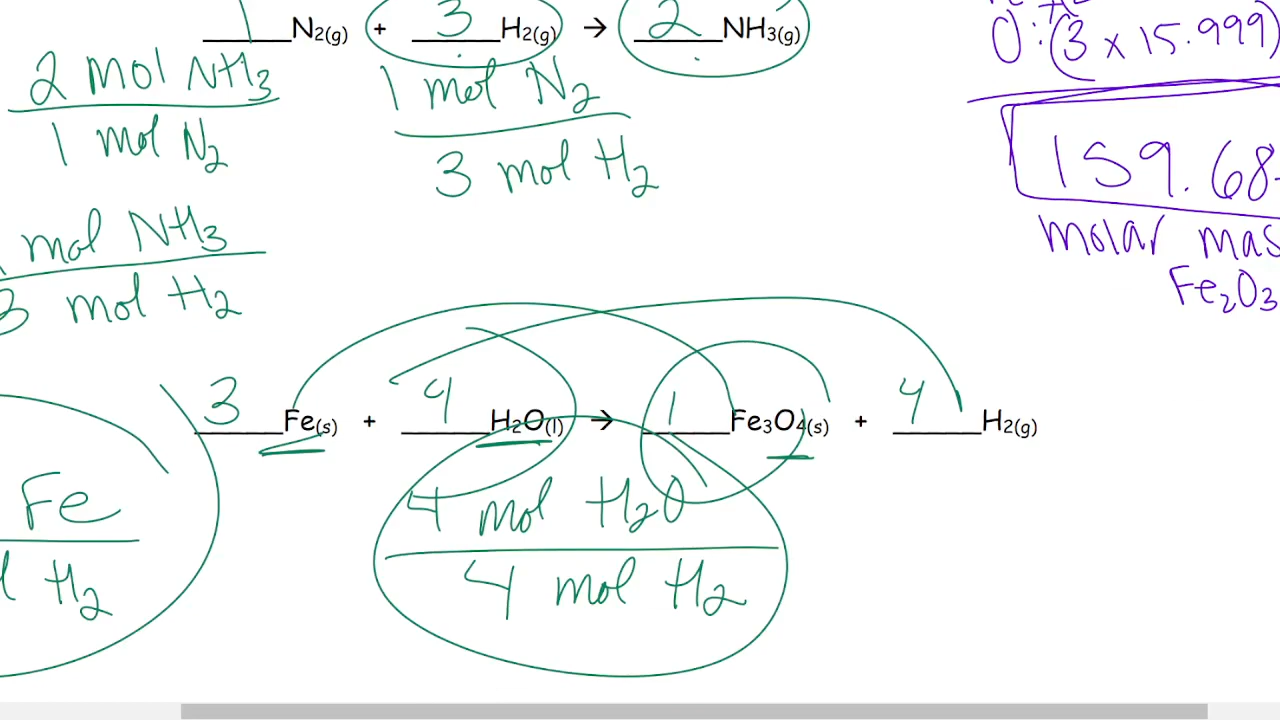 1 N2(g) + 3 H2(g) → 2 NH3(g)
2 mol NH3
1 mol N2
1 mol N2
3 mol H2
mol NH3
3 mol H2
O: (3 x 15.999)
159.68
molar mas
Fe2O3
3 Fe(s) + 4 H2O(l) → 1 Fe3O4(s) + 4 H2(g)
Fe
H2
4 mol H2O
4 mol H2